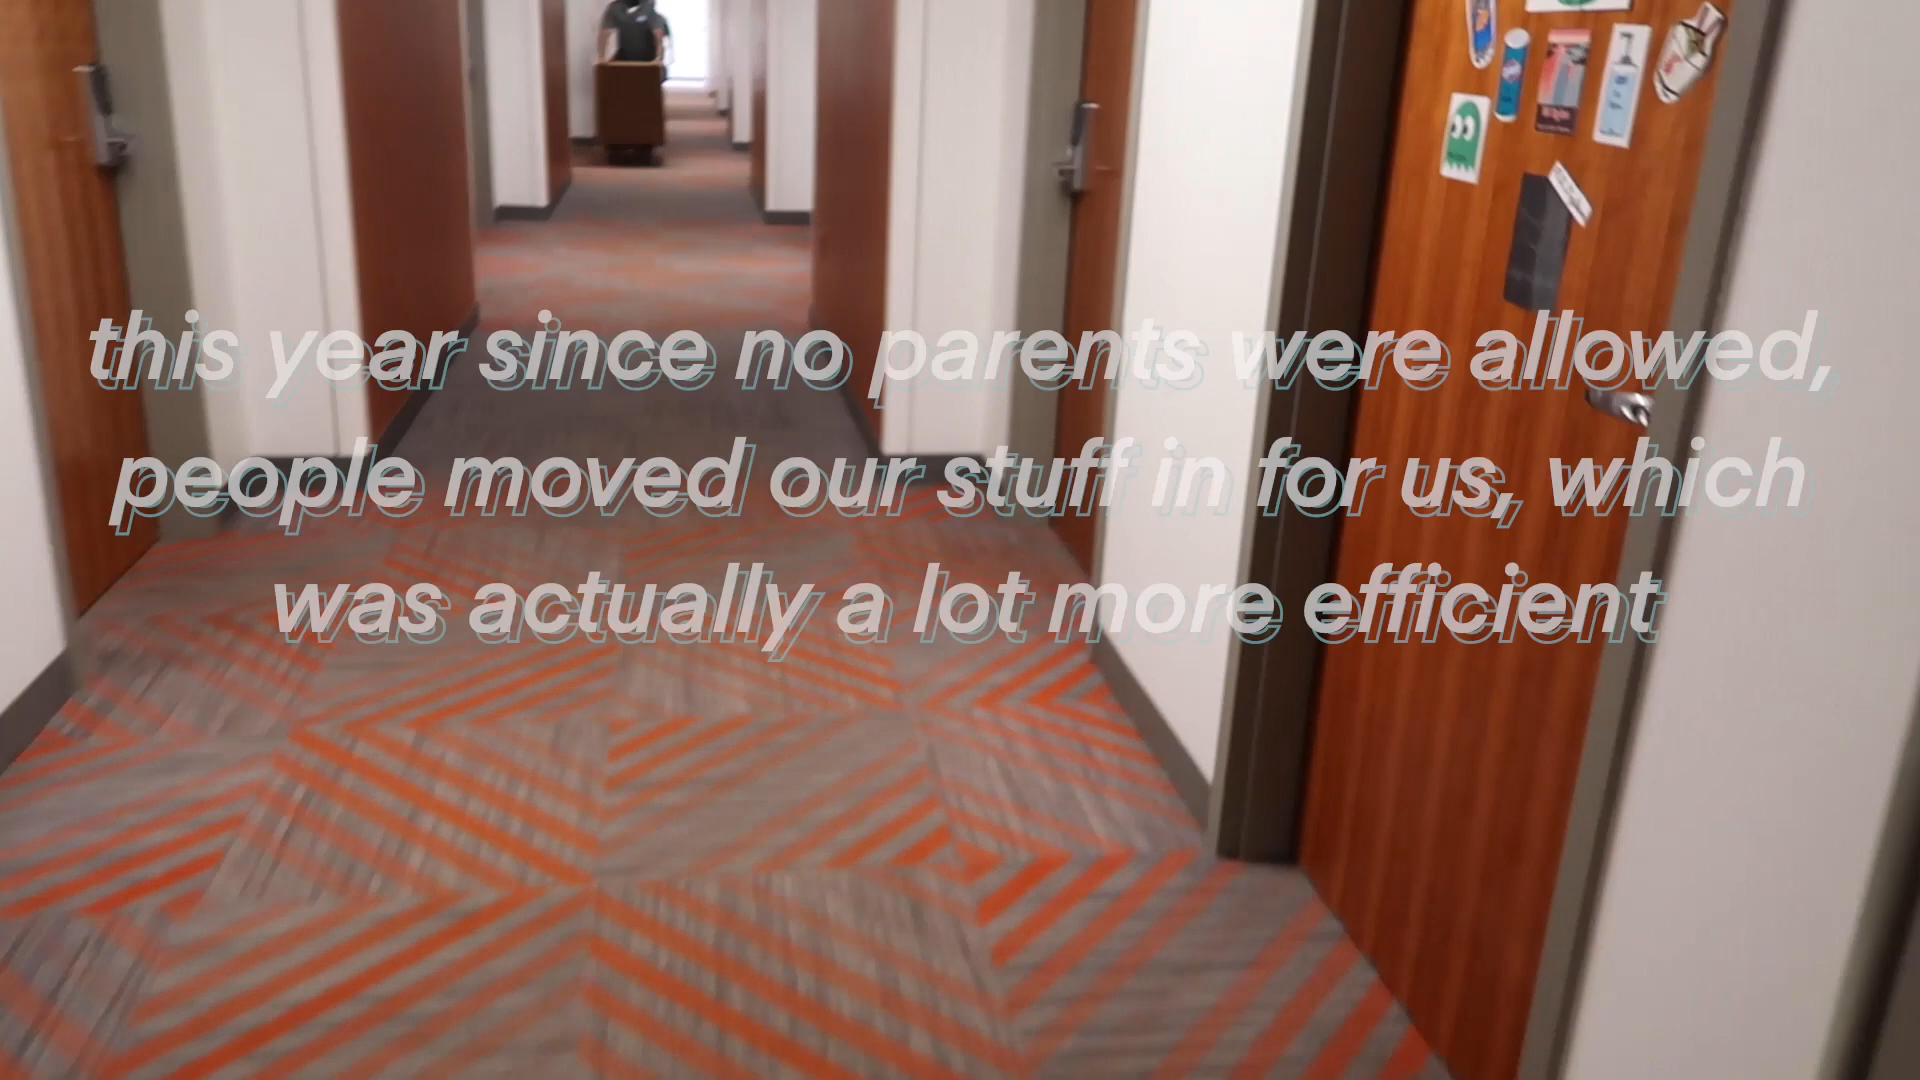 this year since no parents were allowed,
people moved our stuff in for us, which
was actually a lot more efficient